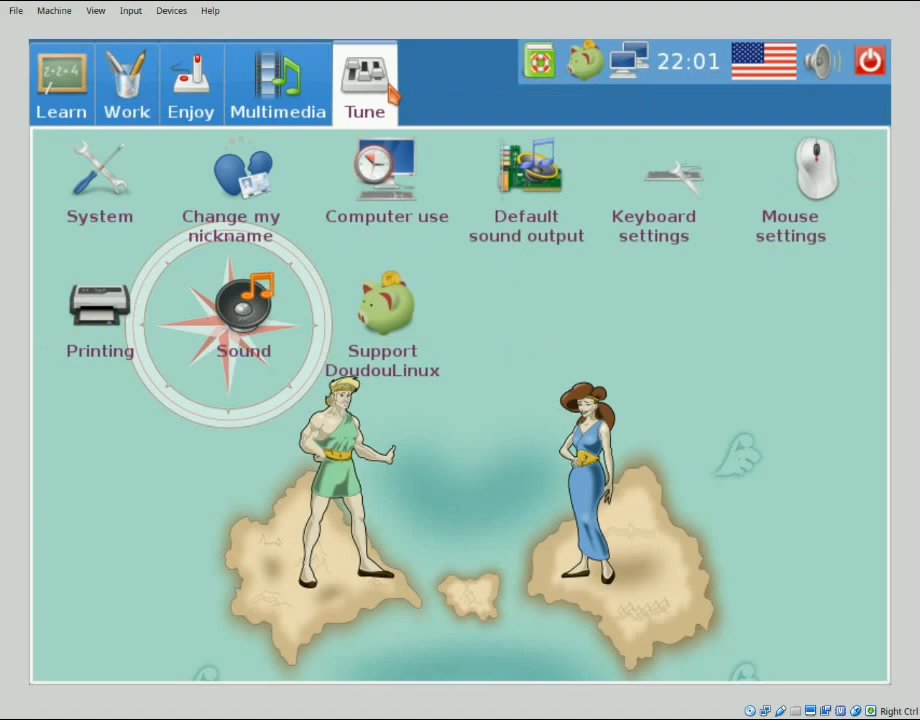 File Machine View Input Devices Help
22:01
Learn Work Enjoy Multimedia Tune
System Change my nickname Computer use Default sound output Keyboard settings Mouse settings
Printing Sound Support DoudouLinux
Right Ctrl